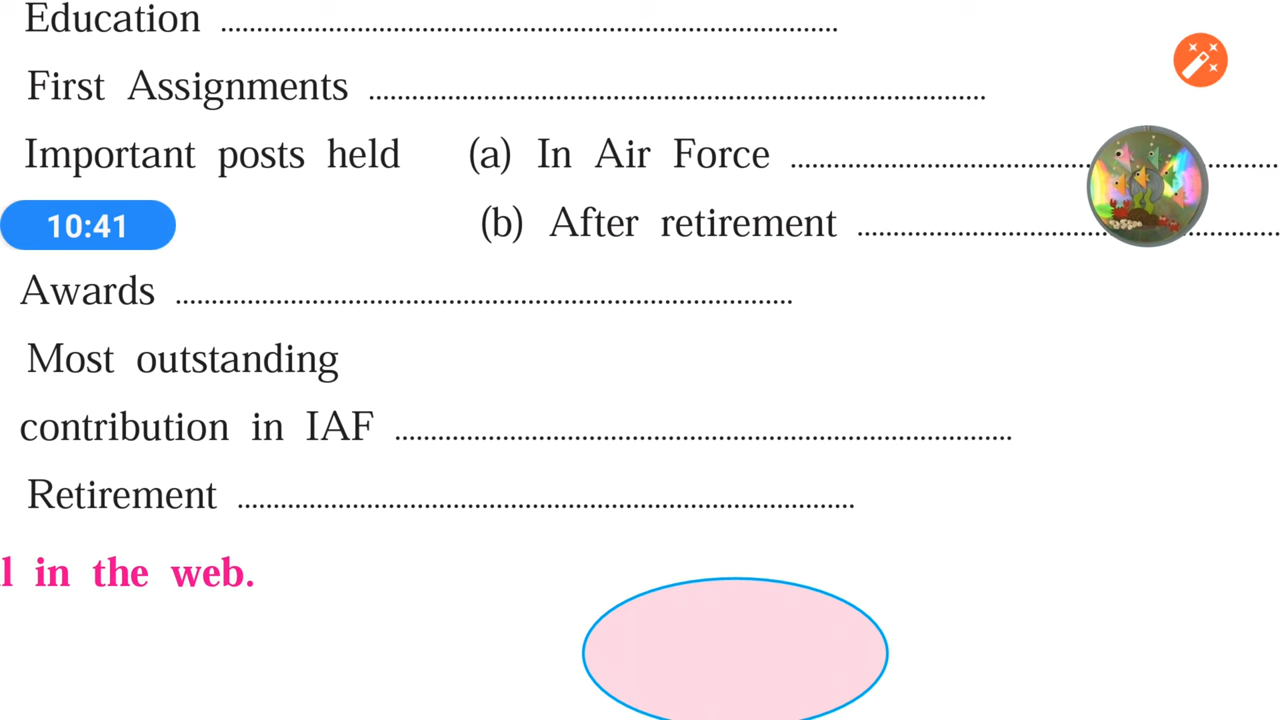 Education ......................................................................................
First Assignments ......................................................................................
Important posts held (a) In Air Force ......................................................................................
10:41
(b) After retirement ......................................................................................
Awards ......................................................................................
Most outstanding
contribution in IAF ......................................................................................
Retirement ......................................................................................
in the web.